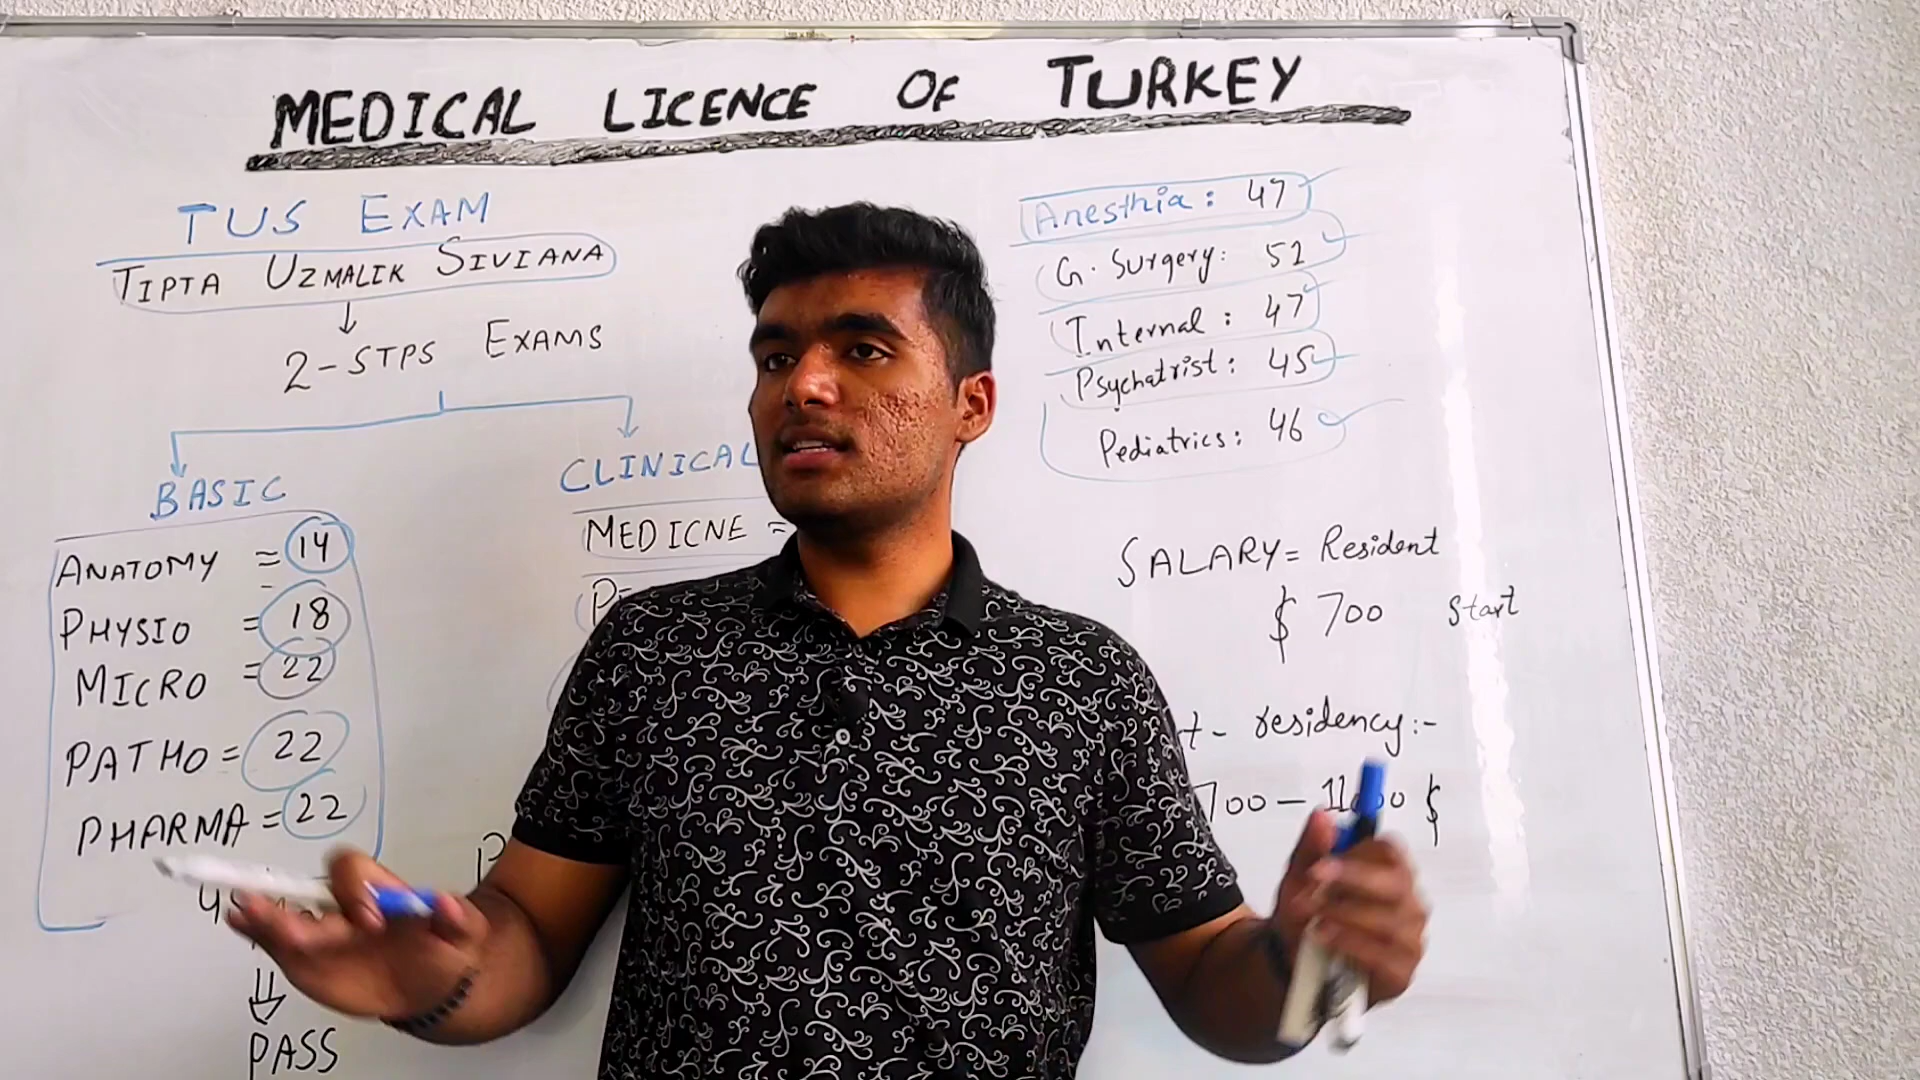 MEDICAL LICENCE OF TURKEY
TUS EXAM
TIPTA UZMALIK SIVIANA
2-STPS EXAMS
BASIC
ANATOMY = 14
PHYSIO = 18
MICRO = 22
PATHO = 22
PHARMA = 22
PASS
CLINICAL
MEDICNE =
Anesthia: 47
G. Surgery: 51
Internal: 47
Psychatrist: 45
Pediatrics: 46
SALARY = Resident
$ 700 Start
residency:-
700 -
$